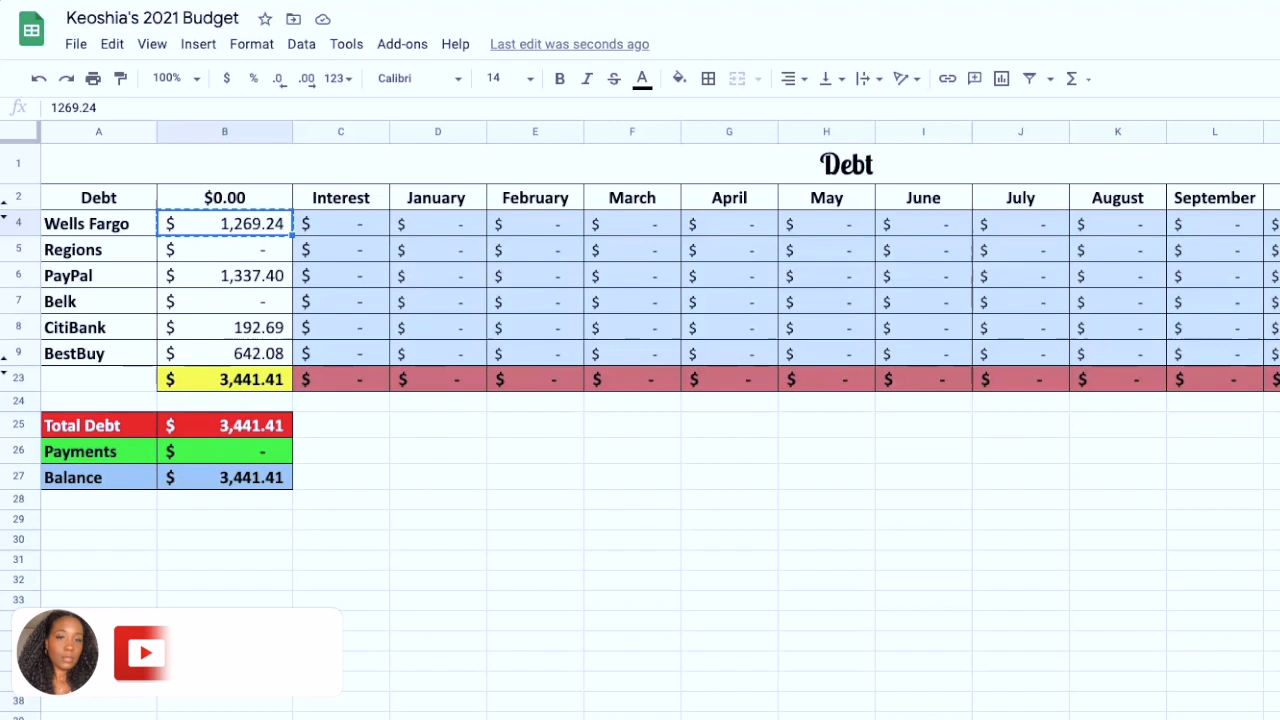 Keoshia's 2021 Budget
File Edit View Insert Format Data Tools Add-ons Help Last edit was seconds ago
100% $ % .0 .00 123 Calibri 14 B I S A Σ
fx 1269.24
A B C D E F G H I J K L
1 Debt
2 Debt $0.00 Interest January February March April May June July August September
4 Wells Fargo $ 1,269.24 $ - $ - $ - $ - $ - $ - $ - $ - $ - $ - $
5 Regions $ - $ - $ - $ - $ - $ - $ - $ - $ - $ - $ - $
6 PayPal $ 1,337.40 $ - $ - $ - $ - $ - $ - $ - $ - $ - $ - $
7 Belk $ - $ - $ - $ - $ - $ - $ - $ - $ - $ - $ - $
8 CitiBank $ 192.69 $ - $ - $ - $ - $ - $ - $ - $ - $ - $ - $
9 BestBuy $ 642.08 $ - $ - $ - $ - $ - $ - $ - $ - $ - $ - $
23 $ 3,441.41 $ - $ - $ - $ - $ - $ - $ - $ - $ - $ - $
24
25 Total Debt $ 3,441.41
26 Payments $ -
27 Balance $ 3,441.41
28
29
30
31
32
33
38